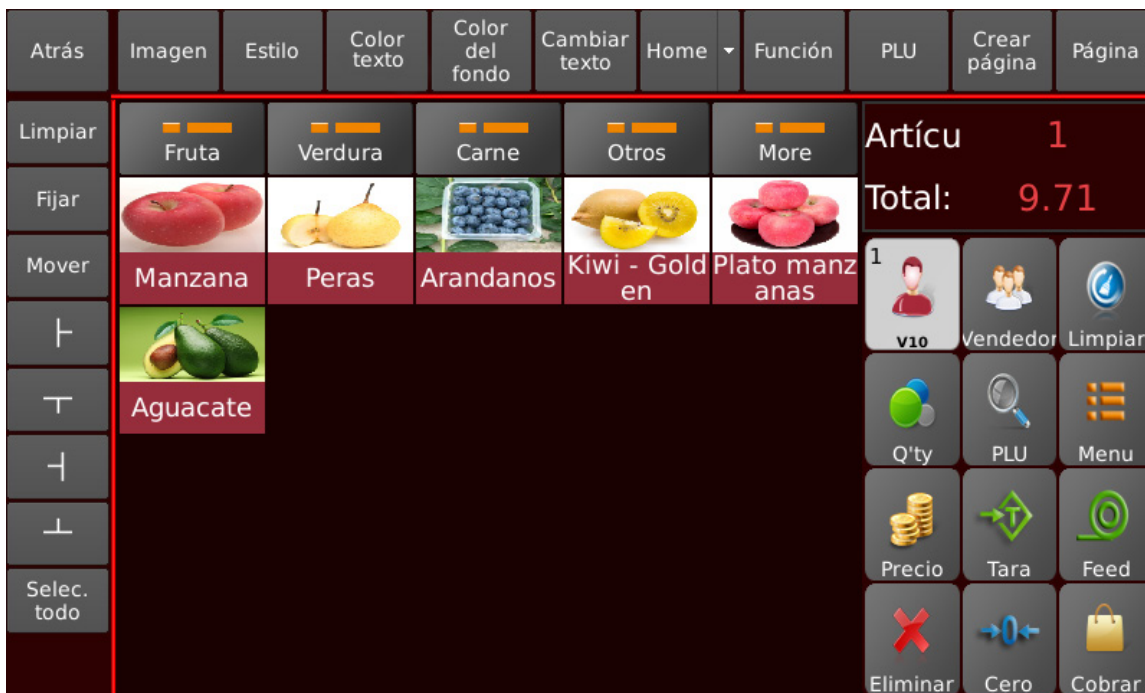 Atrás
Imagen
Estilo
Color
texto
Color
del
fondo
Cambiar
texto
Home
Función
PLU
Crear
página
Página
Limpiar
Fijar
Mover
Selec.
todo
Fruta
Verdura
Carne
Otros
More
Manzana
Peras
Arandanos
Kiwi - Gold
en
Plato manz
anas
Aguacate
Artícu 1
Total: 9.71
1
V10
Vendedor
Limpiar
Q'ty
PLU
Menu
Precio
T
Tara
Feed
Eliminar
0
Cero
Cobrar